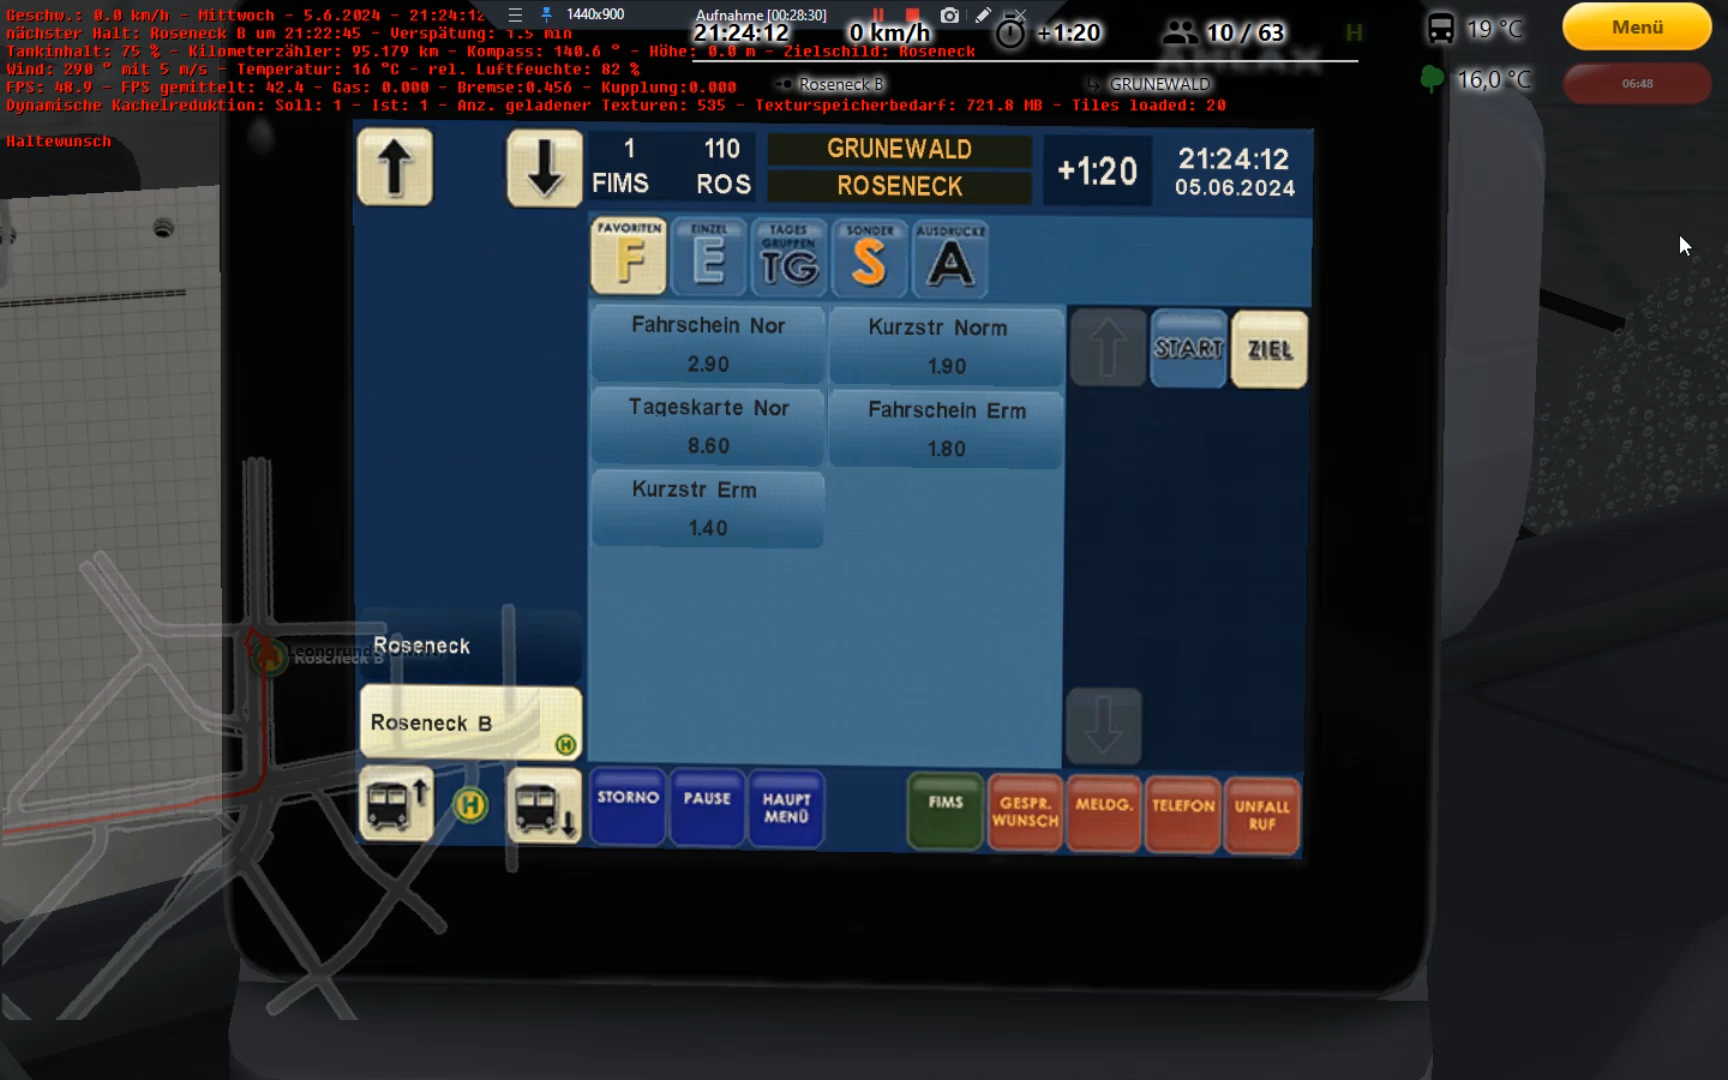 Geschw.: 0.0 km/h - Mittwoch - 5.6.2024 - 21:24:12
nächster Halt: Roseneck B um 21:22:45 - Verspätung: 1.5 min
Tankinhalt: 75 % - Kilometerzähler: 95.179 km - Kompass: 140.6 ° - Höhe: 0.0 m - Zielschild: Roseneck
Wind: 290 ° mit 5 m/s - Temperatur: 16 °C - rel. Luftfeuchte: 82 %
FPS: 48.9 - FPS gemittelt: 42.4 - Gas: 0.000 - Bremse:0.456 - Kupplung:0.000
Dynamische Kachelreduktion: Soll: 1 - Ist: 1 - Anz. geladener Texturen: 535 - Texturspeicherbedarf: 721.8 MB - Tiles loaded: 20
Haltewunsch
1440x900 Aufnahme [00:28:30]
21:24:12 0 km/h +1:20 10 / 63 H 19 °C
Menü
Roseneck B GRUNEWALD 16,0 °C
06:48
1 110 GRUNEWALD +1:20 21:24:12
FIMS ROS ROSENECK 05.06.2024
FAVORITEN F
EINZEL E
TAGES GRUPPEN TG
SONDER S
AUSDRUCKE A
Fahrschein Nor
2.90
Kurzstr Norm
1.90
START ZIEL
Tageskarte Nor
8.60
Fahrschein Erm
1.80
Kurzstr Erm
1.40
Roseneck
Roseneck B
Roseneck B
H
H
STORNO
PAUSE
HAUPT
MENÜ
FIMS
GESPR.
WUNSCH
MELDG.
TELEFON
UNFALL
RUF